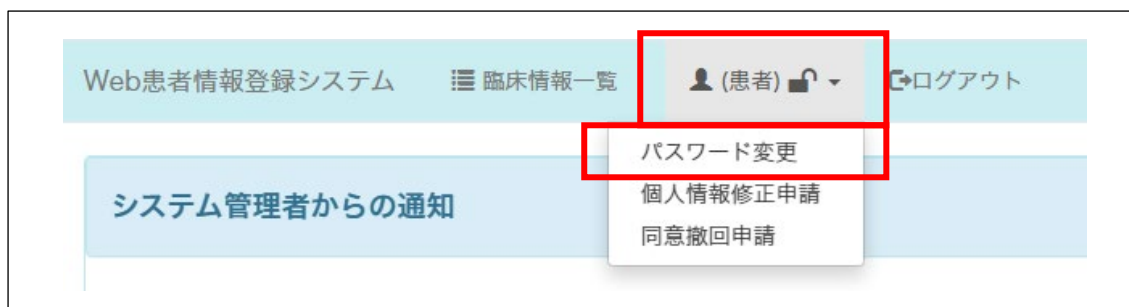 Web患者情報登録システム 臨床情報一覧 (患者) ログアウト
パスワード変更
個人情報修正申請
システム管理者からの通知
同意撤回申請